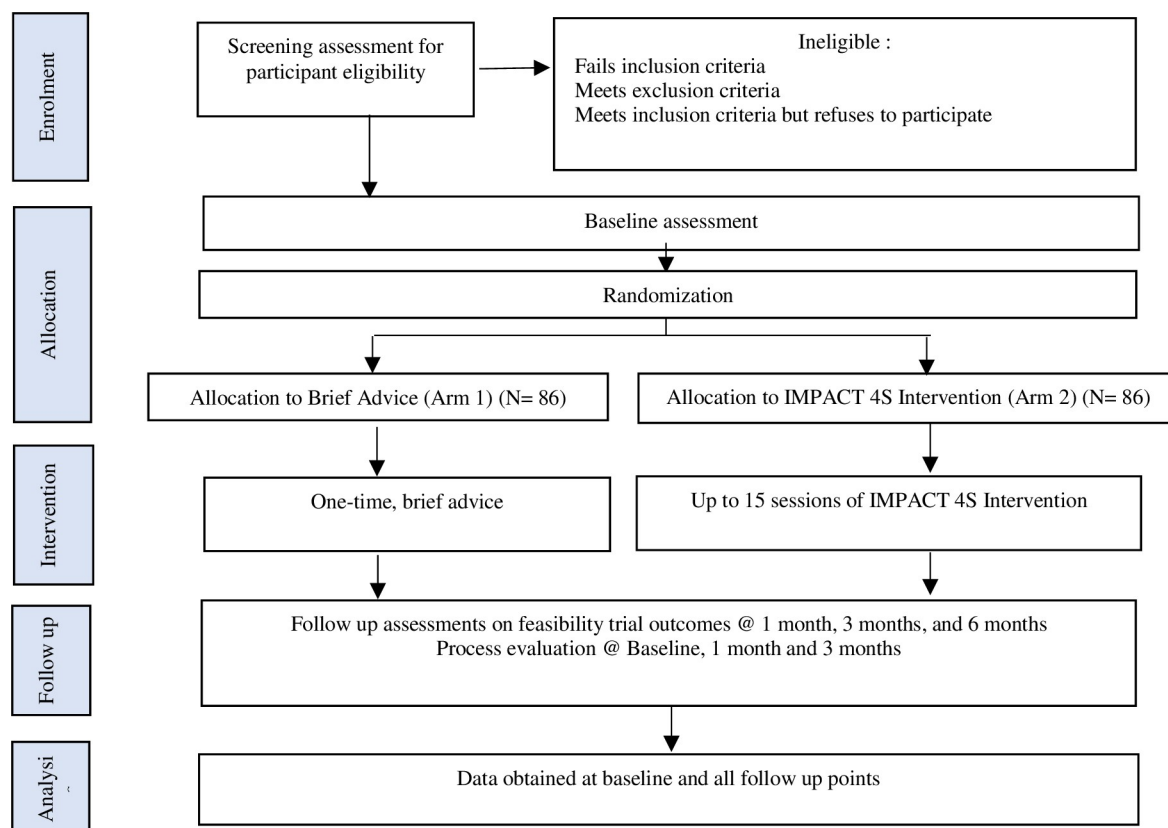 Enrolment
Screening assessment for
participant eligibility
Ineligible :
Fails inclusion criteria
Meets exclusion criteria
Meets inclusion criteria but refuses to participate
Allocation
Baseline assessment
Randomization
Allocation to Brief Advice (Arm 1) (N= 86)
Allocation to IMPACT 4S Intervention (Arm 2) (N= 86)
Intervention
One-time, brief advice
Up to 15 sessions of IMPACT 4S Intervention
Follow up
Follow up assessments on feasibility trial outcomes @ 1 month, 3 months, and 6 months
Process evaluation @ Baseline, 1 month and 3 months
Analysi
Data obtained at baseline and all follow up points